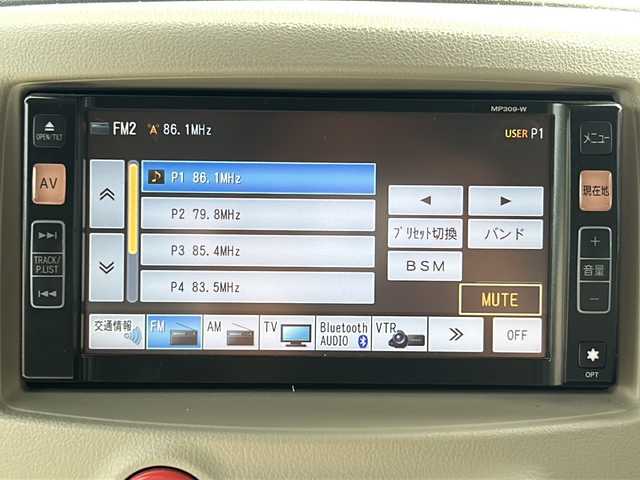 MP309-W
OPEN/TILT
FM2 86.1MHz
USER P1
メニュー
AV
P1 86.1MHz
現在地
P2 79.8MHz
プリセット切換
バンド
TRACK/
P.LIST
P3 85.4MHz
音量
BSM
P4 83.5MHz
MUTE
交通情報
FM
AM
TV
Bluetooth
AUDIO
VTR
OFF
OPT